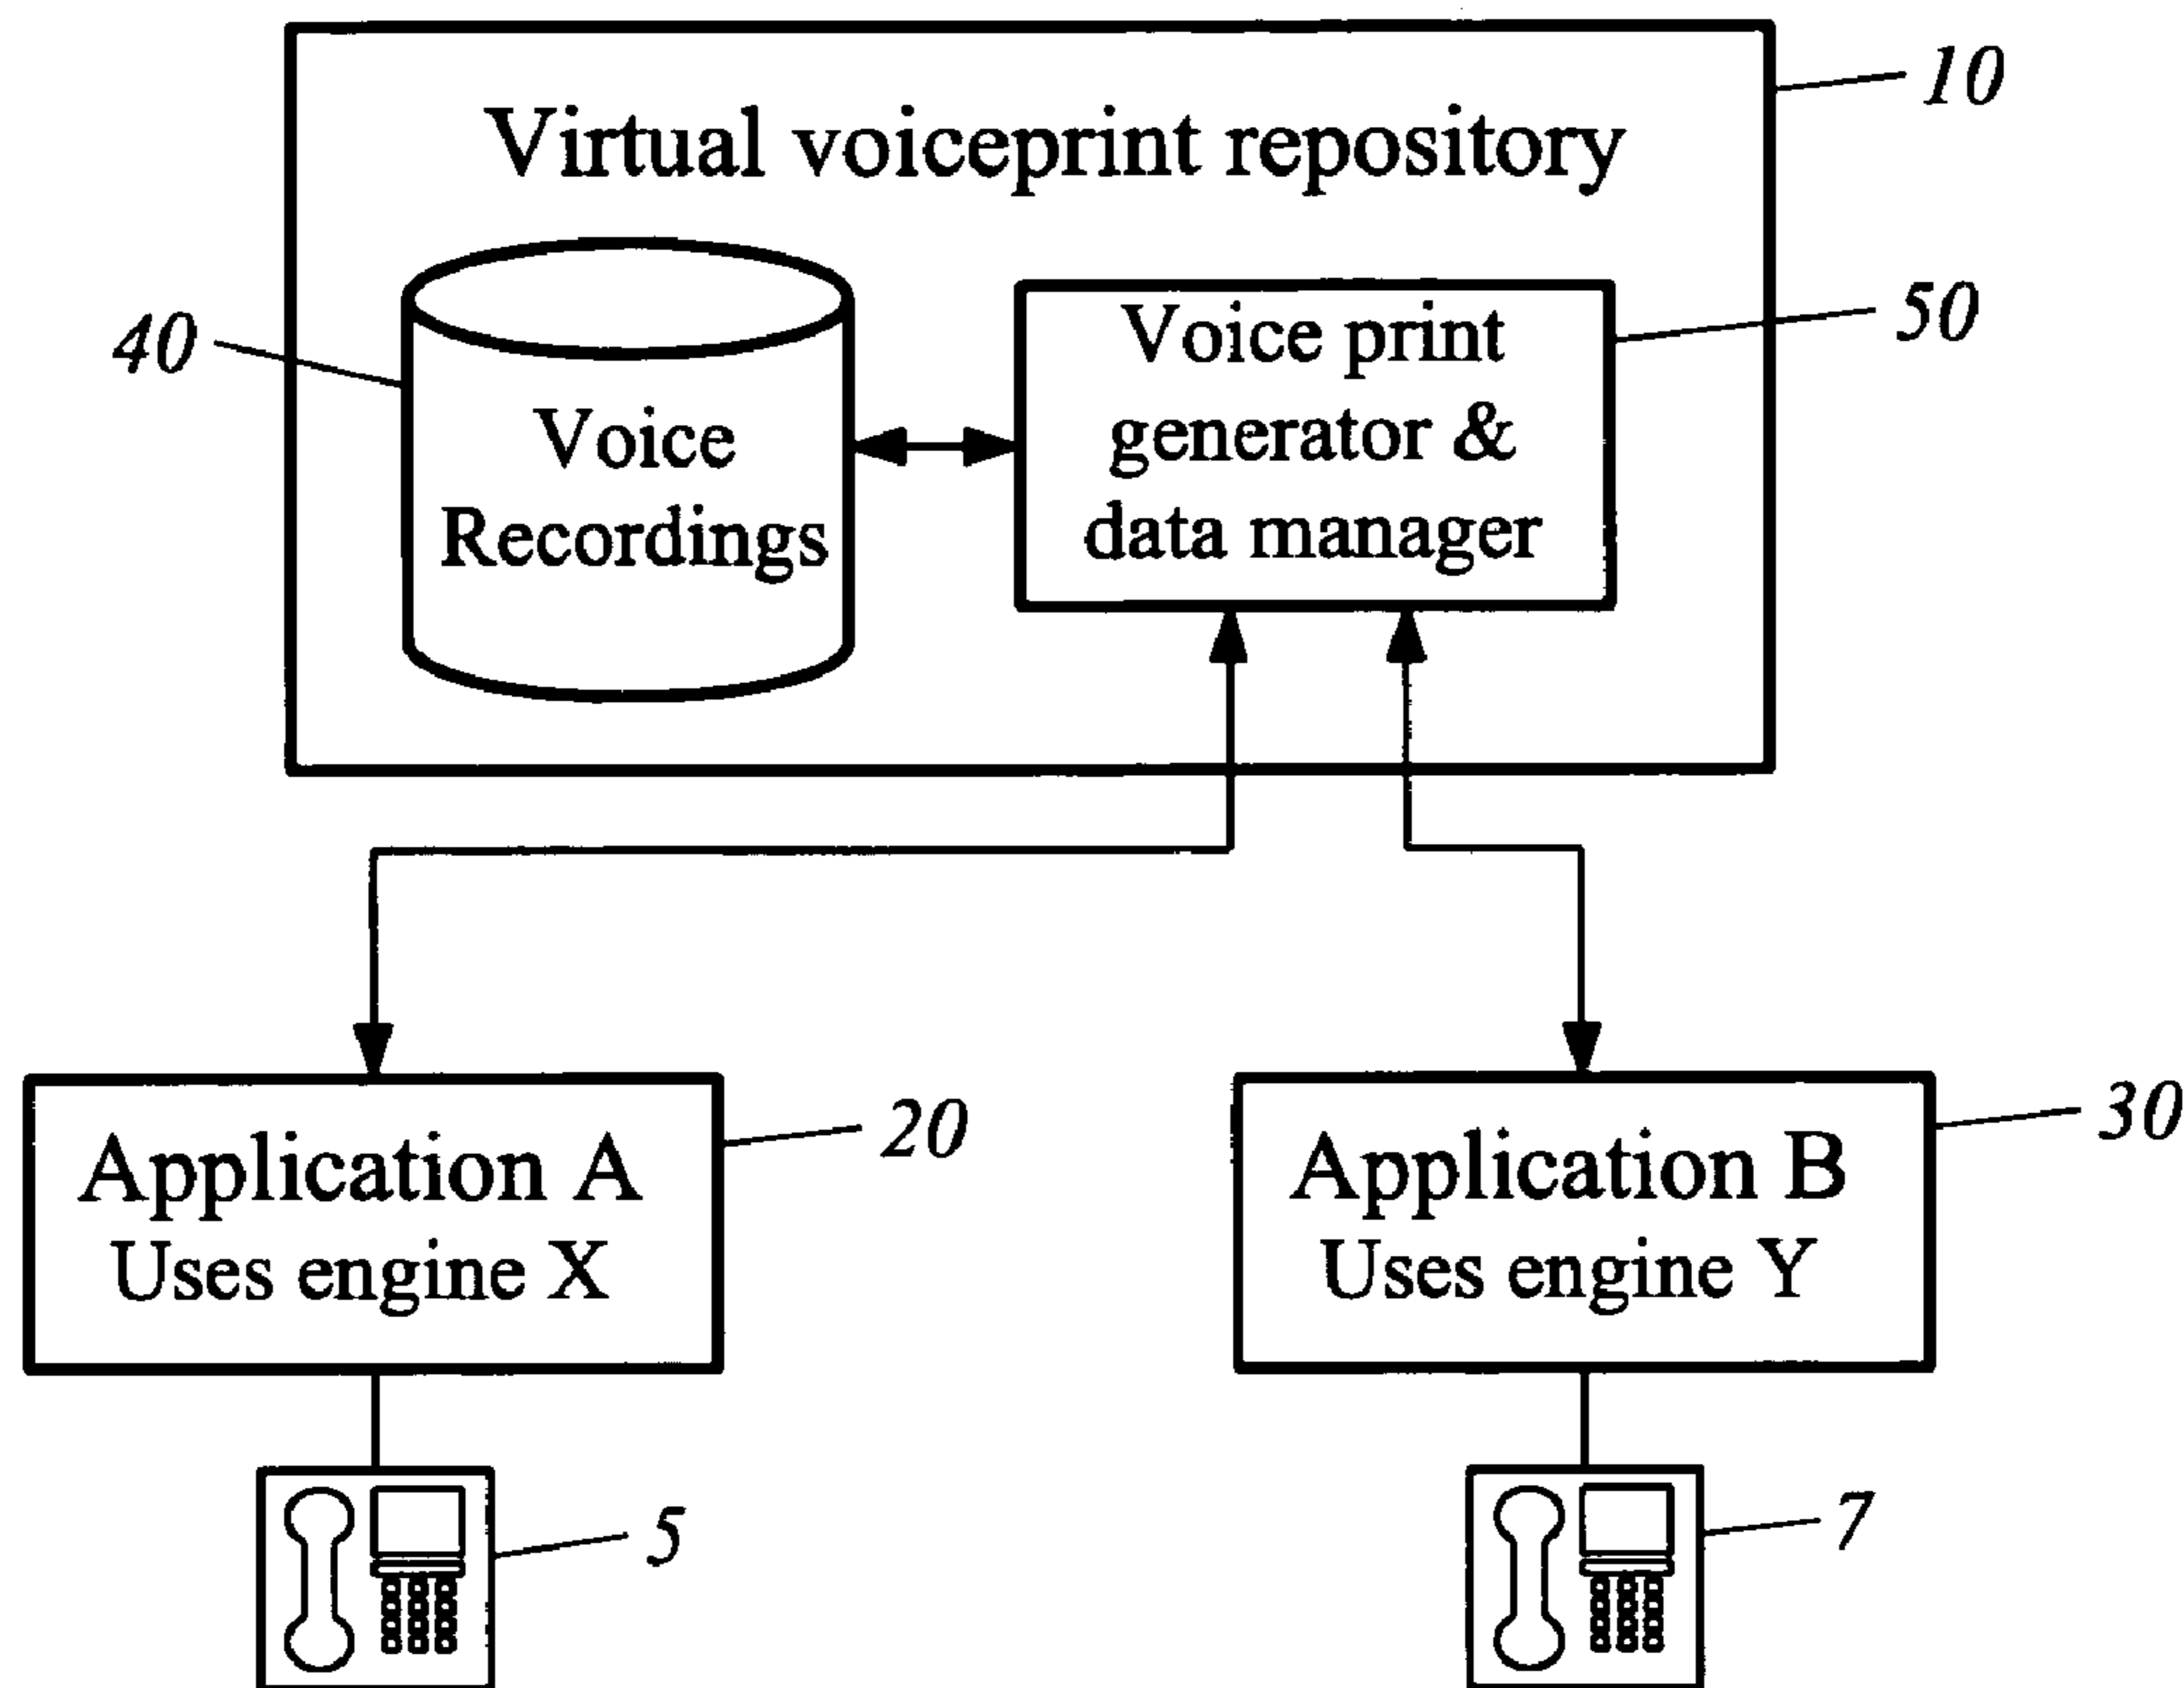 10
Virtual voiceprint repository
50
40
Voice print
generator &
data manager
Voice
Recordings
20
30
Application A
Uses engine X
Application B
Uses engine Y
5
7